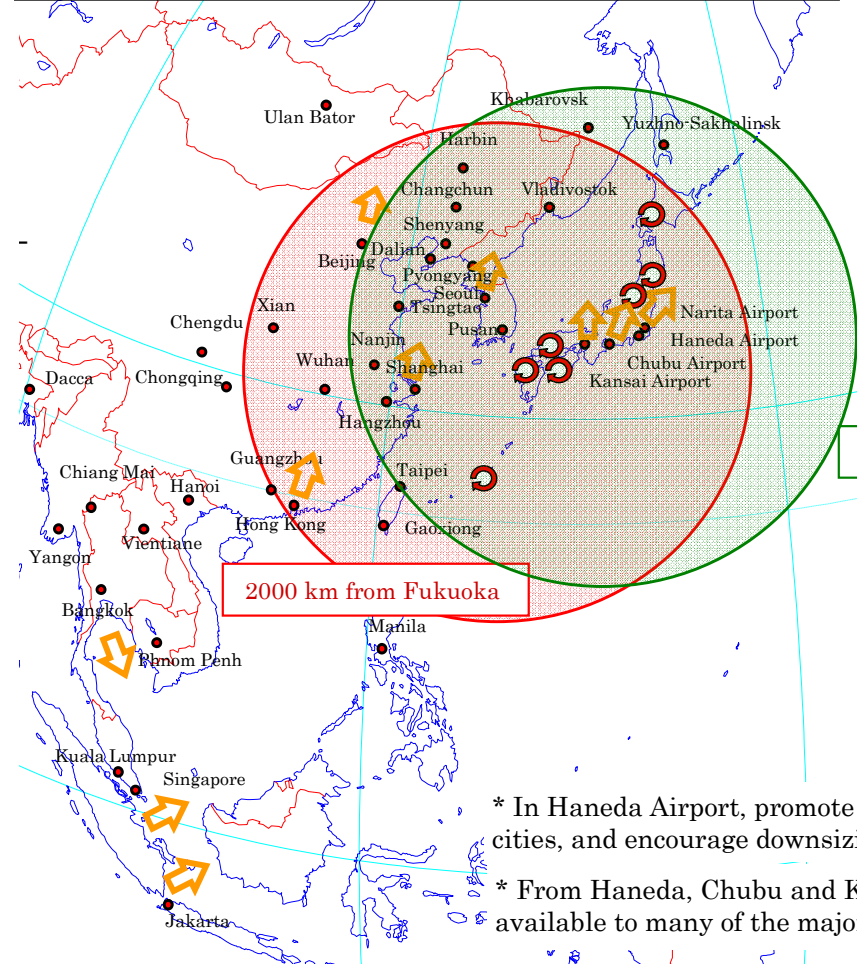 Khabarovsk
Ulan Bator
Yuzhno-Sakhalinsk
Harbin
Changchun
Vladivostok
Shenyang
Dalian
Beijing
Pyongyang
Seoul
Xian
Tsingtao
Narita Airport
Chengdu
Pusan
Nanjin
Haneda Airport
Wuhan
Shanghai
Chubu Airport
Dacca
Chongqing
Kansai Airport
Hangzhou
Guangzhou
Chiang Mai
Taipei
Hanoi
Hong Kong
Gaoxiong
Yangon
Vientiane
2000 km from Fukuoka
Bangkok
Manila
Phnom Penh
Kuala Lumpur
Singapore
* In Haneda Airport, promote
cities, and encourage downsizi
* From Haneda, Chubu and K
available to many of the major
Jakarta